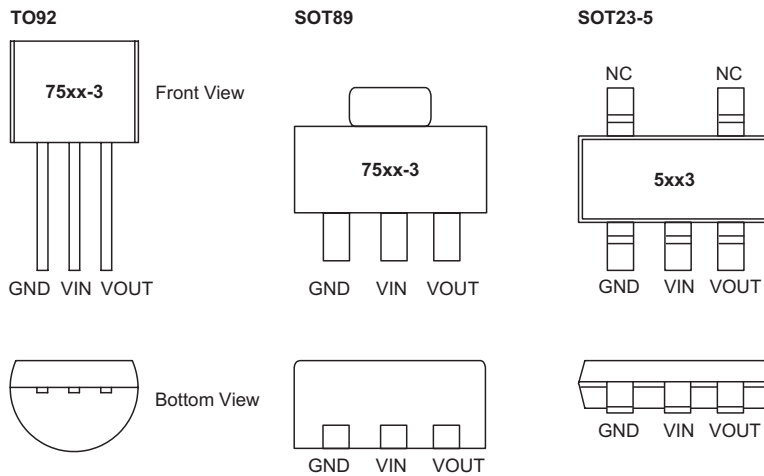 TO92
SOT89
SOT23-5
NC NC
75xx-3
Front View
75xx-3
5xx3
GND VIN VOUT
GND VIN VOUT
GND VIN VOUT
Bottom View
GND VIN VOUT
GND VIN VOUT